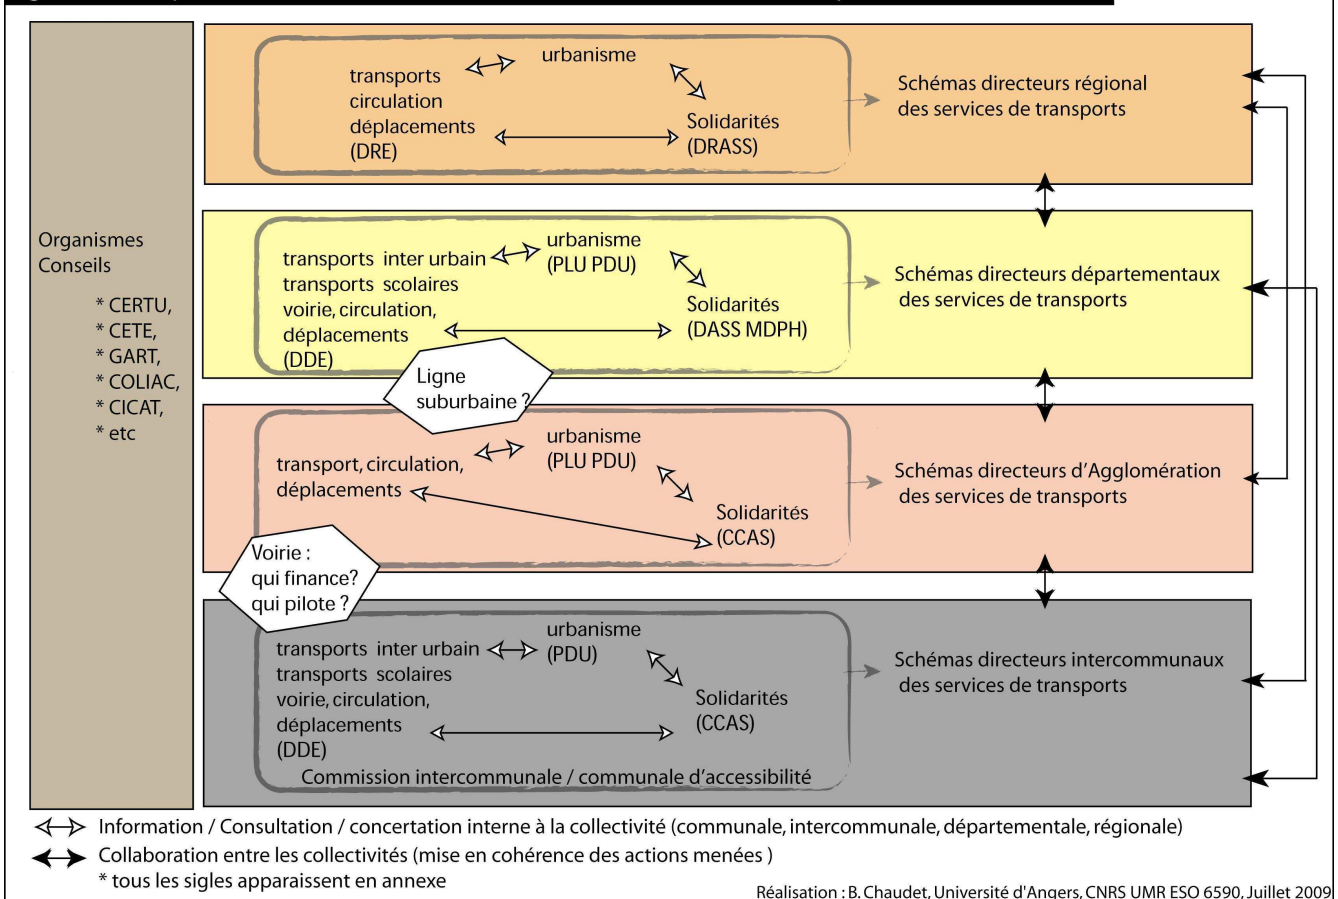 Organismes
Conseils
* CERTU,
* CETE,
* GART,
* COLIAC,
* CICAT,
* etc
urbanisme
transports
circulation
déplacements
(DRE)
Solidarités
(DRASS)
Schémas directeurs régional
des services de transports
urbanisme
(PLU PDU)
transports inter urbain
transports scolaires
voirie, circulation,
déplacements
(DDE)
Solidarités
(DASS MDPH)
Schémas directeurs départementaux
des services de transports
Ligne
suburbaine ?
urbanisme
(PLU PDU)
transport, circulation,
déplacements
Solidarités
(CCAS)
Schémas directeurs d'Agglomération
des services de transports
Voirie :
qui finance?
qui pilote ?
urbanisme
(PDU)
transports inter urbain
transports scolaires
voirie, circulation,
déplacements
(DDE)
Solidarités
(CCAS)
Commission intercommunale / communale d'accessibilité
Schémas directeurs intercommunaux
des services de transports
Information / Consultation / concertation interne à la collectivité (communale, intercommunale, départementale, régionale)
Collaboration entre les collectivités (mise en cohérence des actions menées )
* tous les sigles apparaissent en annexe
Réalisation : B. Chaudet, Université d'Angers, CNRS UMR ESO 6590, Juillet 2009